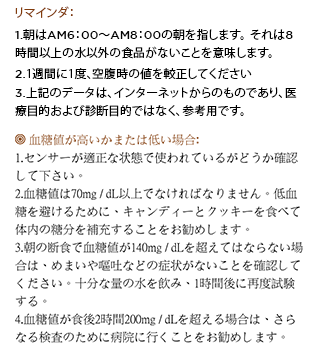 リマインダ：
1.朝はAM6：00～AM8：00の朝を指します。それは8
時間以上の水以外の食品がないことを意味します。
2.1週間に1度、空腹時の値を較正してください
3.上記のデータは、インターネットからのものであり、医
療目的および診断目的ではなく、参考用です。
血糖値が高いかまたは低い場合：
1.センサーが適正な状態で使われているがどうか確認
して下さい。
2.血糖値は70mg / dL以上でなければなりません。低血
糖を避けるために、キャンディーとクッキーを食べて
体内の糖分を補充することをお勧めします。
3.朝の断食で血糖値が140mg / dLを超えてはならない場
合は、めまいや嘔吐などの症状がないことを確認して
ください。十分な量の水を飲み、1時間後に再度試験
する。
4.血糖値が食後2時間200mg / dLを超える場合は、さら
なる検査のために病院に行くことをお勧めします。